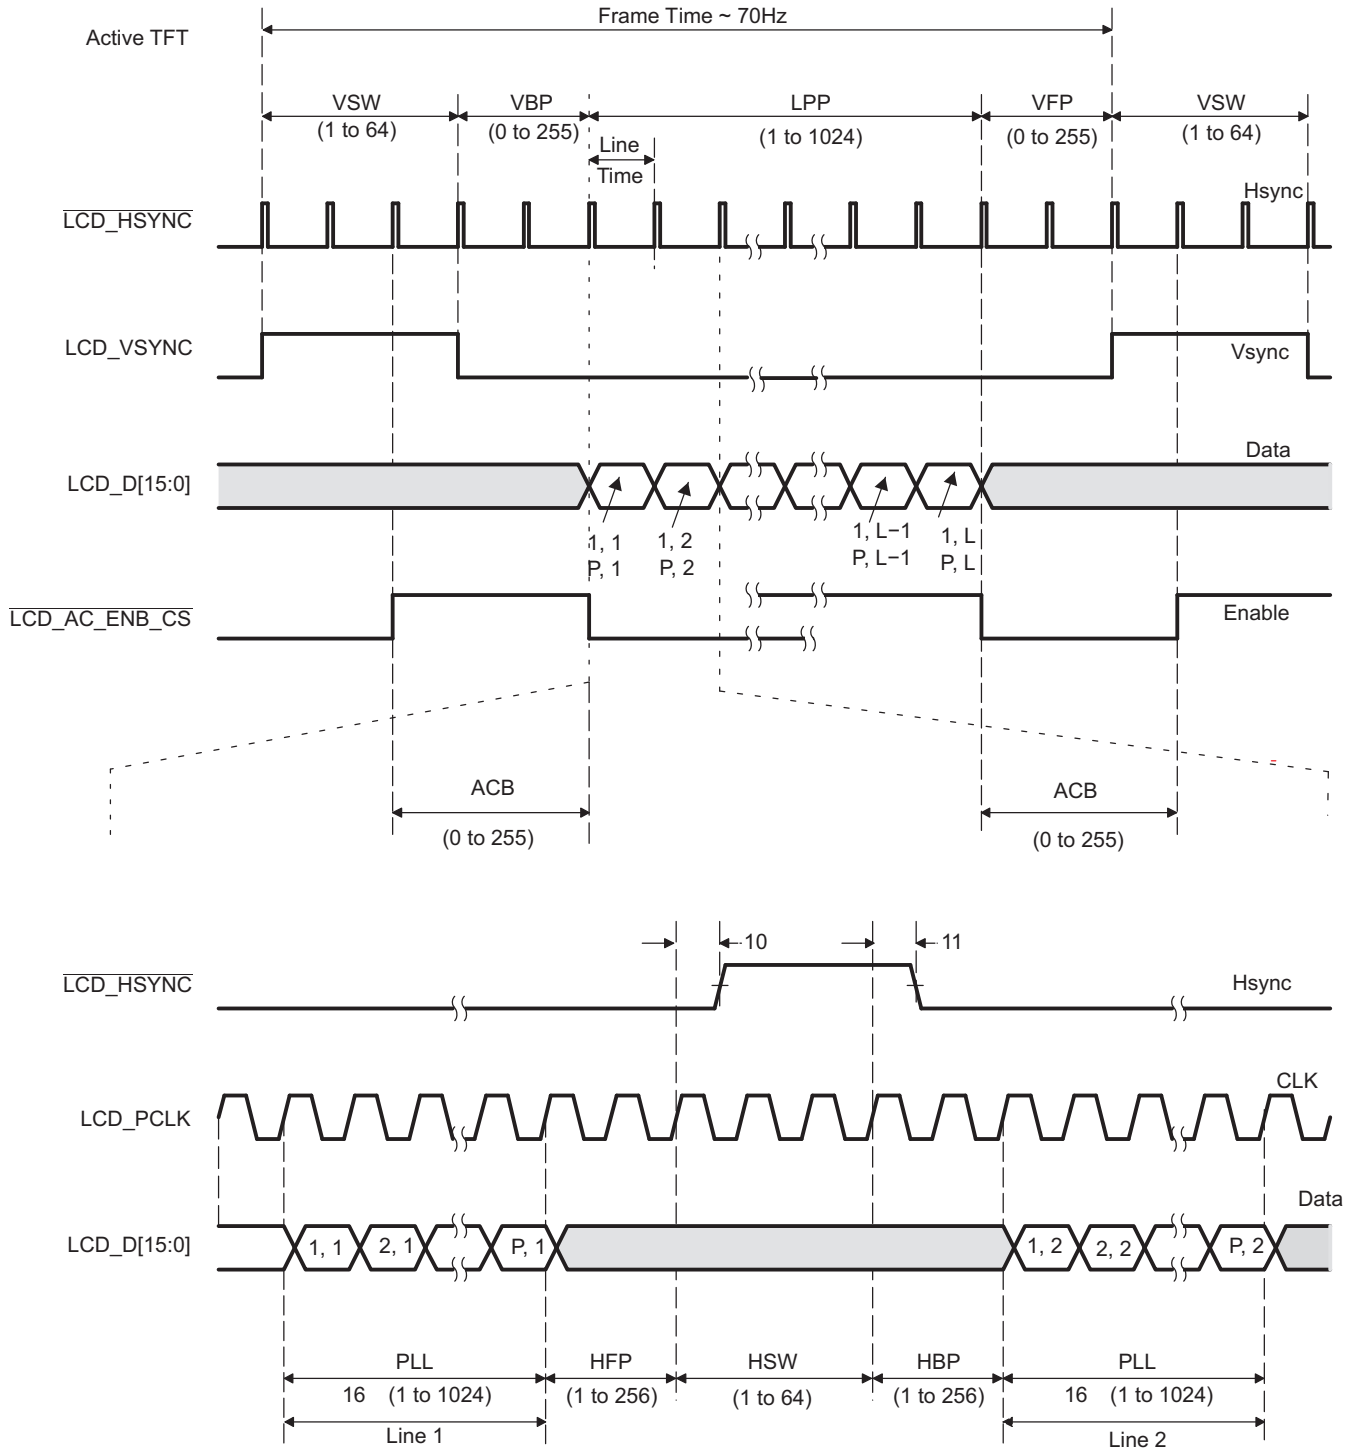 Frame Time ~ 70Hz
Active TFT
VSW
(1 to 64)
VBP
(0 to 255)
LPP
(1 to 1024)
VFP
(0 to 255)
VSW
(1 to 64)
Line
Time
LCD_HSYNC
Hsync
LCD_VSYNC
Vsync
LCD_D[15:0]
Data
1, 1
P, 1
1, 2
P, 2
1, L−1
P, L−1
1, L
P, L
LCD_AC_ENB_CS
Enable
ACB
(0 to 255)
ACB
(0 to 255)
10
11
LCD_HSYNC
Hsync
LCD_PCLK
CLK
Data
LCD_D[15:0]
1, 1
2, 1
P, 1
1, 2
2, 2
P, 2
PLL
16 (1 to 1024)
HFP
(1 to 256)
HSW
(1 to 64)
HBP
(1 to 256)
PLL
16 (1 to 1024)
Line 1
Line 2